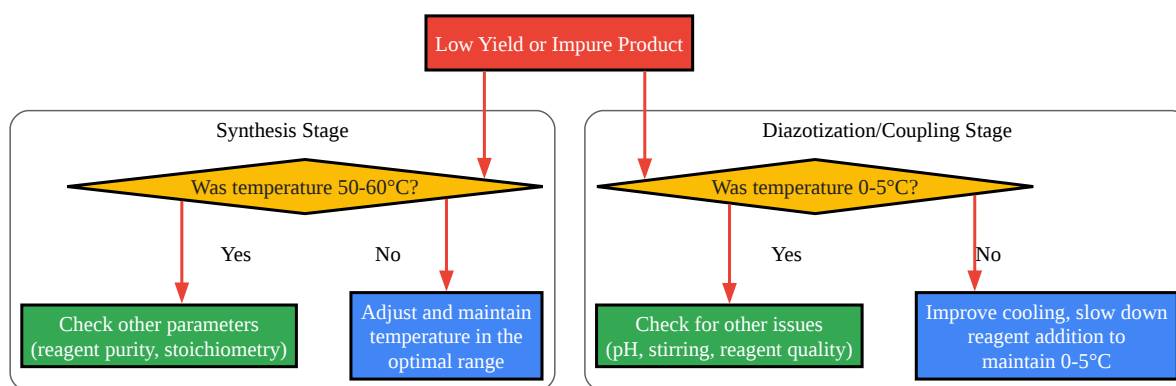 Low Yield or Impure Product
Synthesis Stage
Was temperature 50-60°C?
Yes
No
Check other parameters
(reagent purity, stoichiometry)
Adjust and maintain
temperature in the
optimal range
Diazotization/Coupling Stage
Was temperature 0-5°C?
Yes
No
Check for other issues
(pH, stirring, reagent quality)
Improve cooling, slow down
reagent addition to
maintain 0-5°C